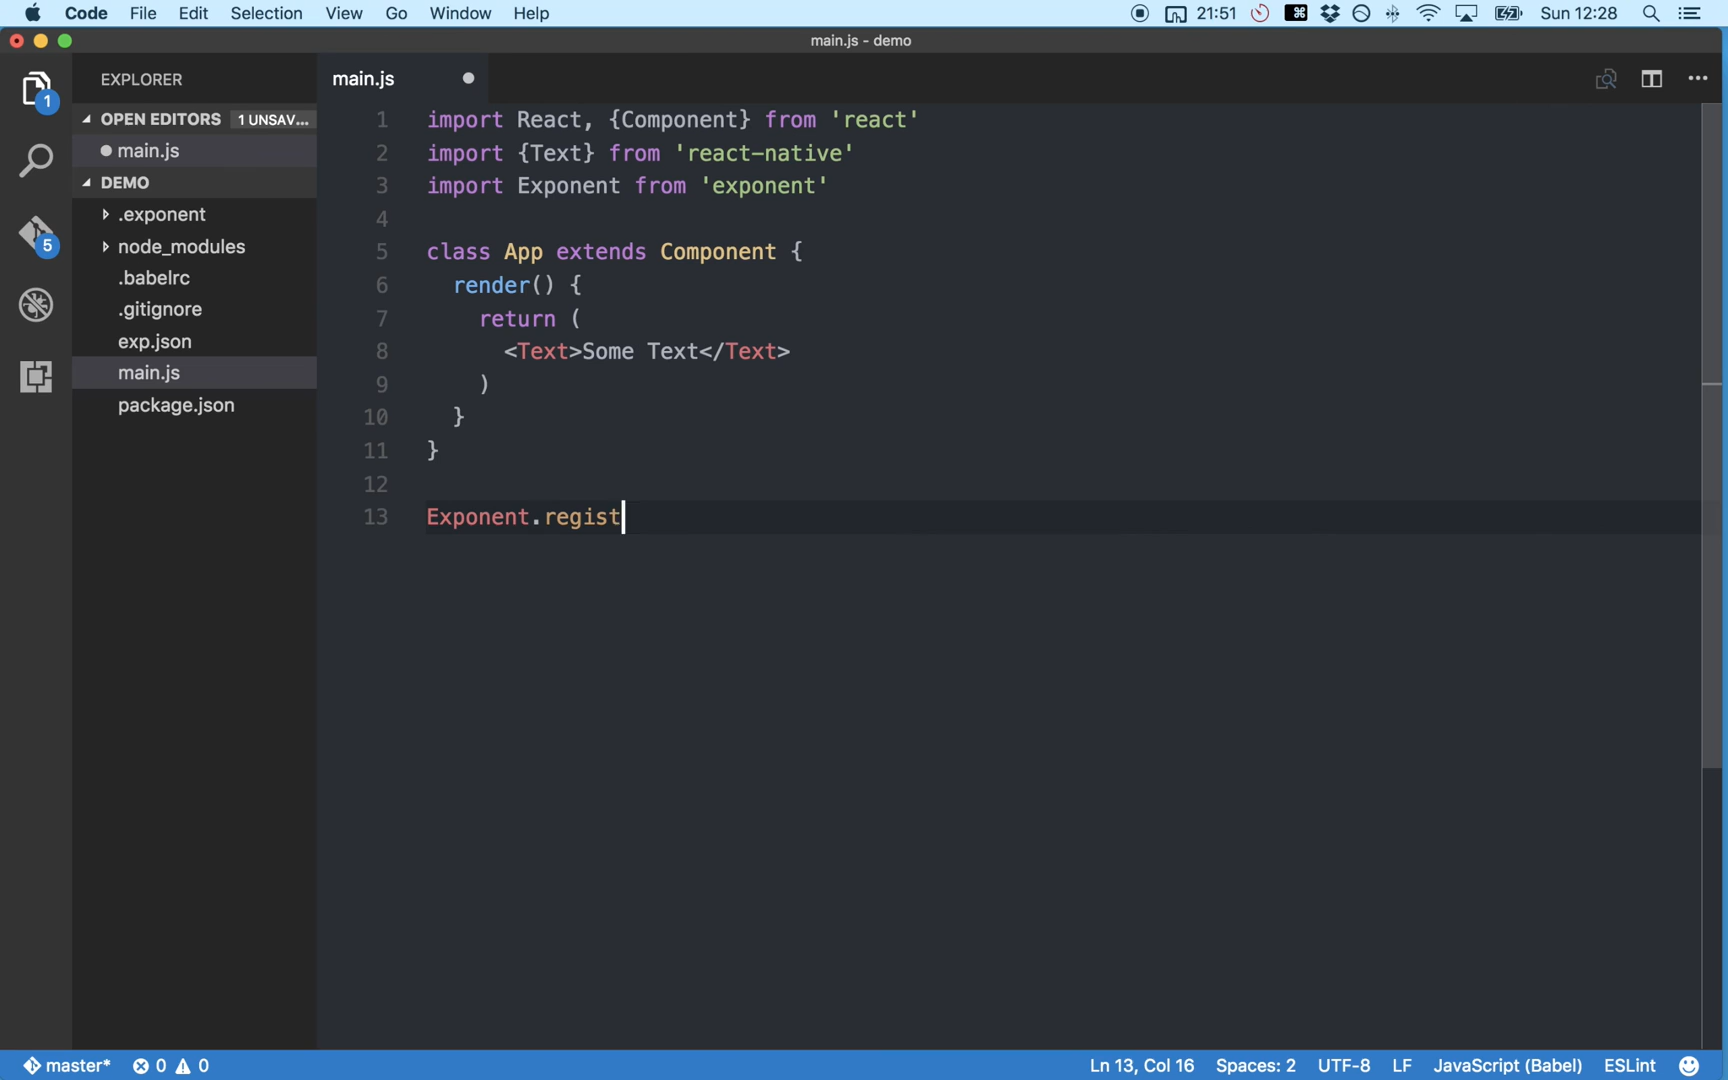 Code File Edit Selection View Go Window Help 21:51 Sun 12:28
main.js - demo
EXPLORER
OPEN EDITORS 1 UNSAV...
main.js
DEMO
.exponent
node_modules
.babelrc
.gitignore
exp.json
main.js
package.json
1
5
main.js
1 import React, {Component} from 'react'
2 import {Text} from 'react-native'
3 import Exponent from 'exponent'
4
5 class App extends Component {
6 render() {
7 return (
8 <Text>Some Text</Text>
9 )
10 }
11 }
12
13 Exponent.regist
master* 0 0 Ln 13, Col 16 Spaces: 2 UTF-8 LF JavaScript (Babel) ESLint